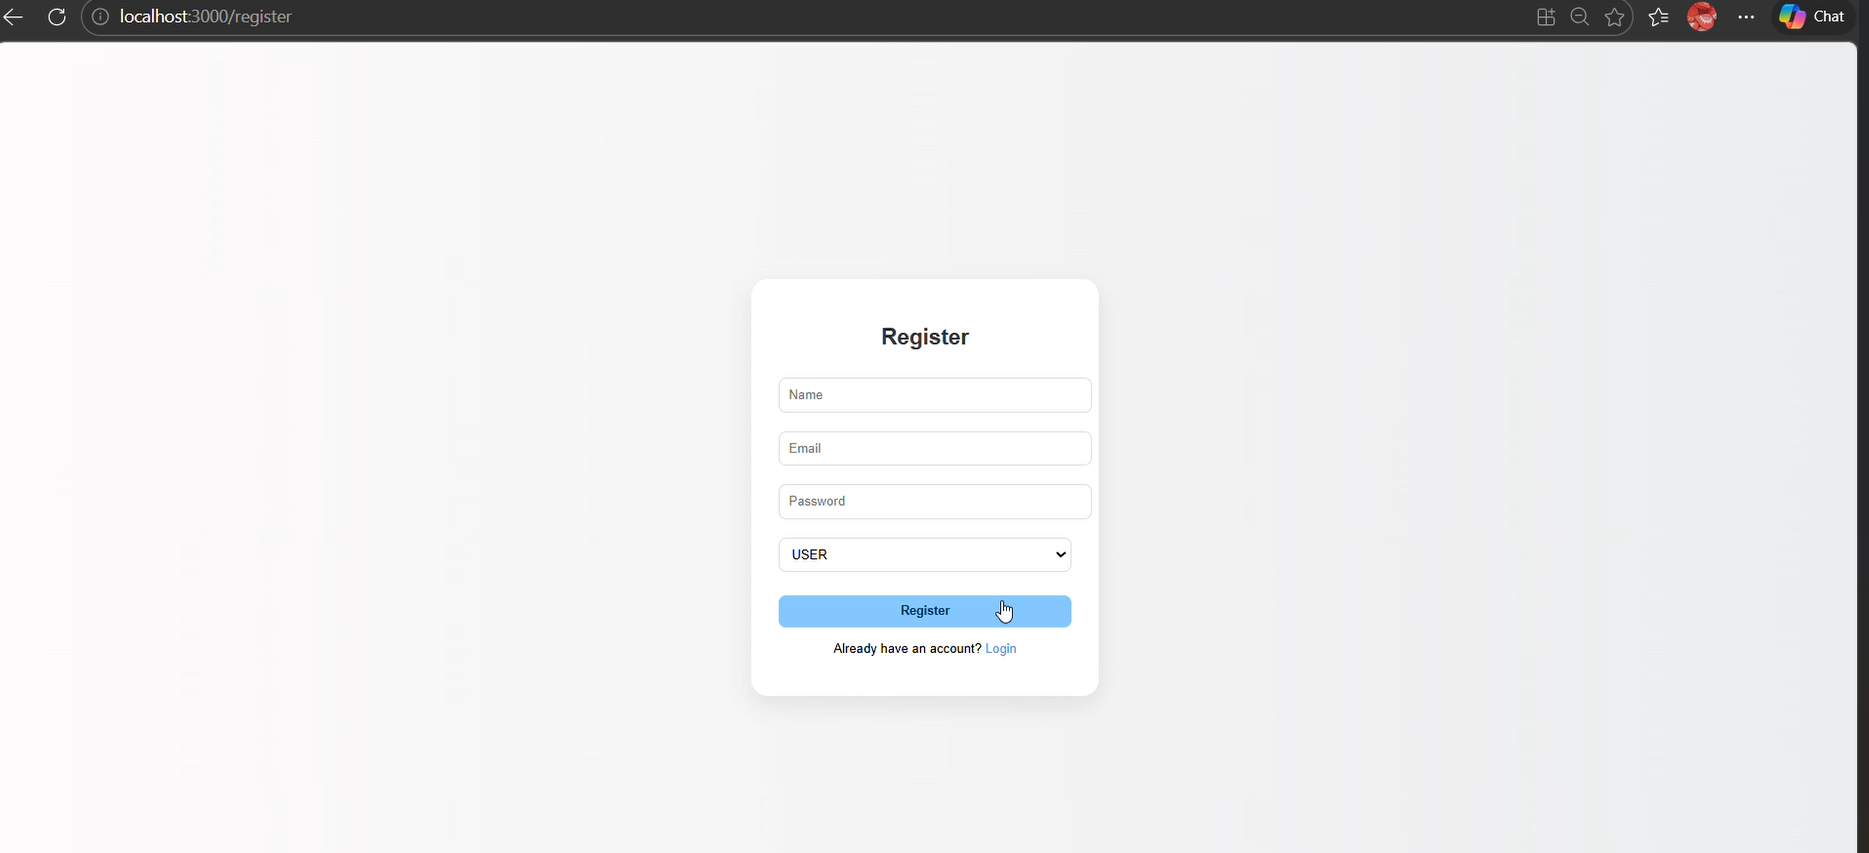 localhost:3000/register
Chat
Register
Name
Email
Password
USER
Register
Already have an account? Login